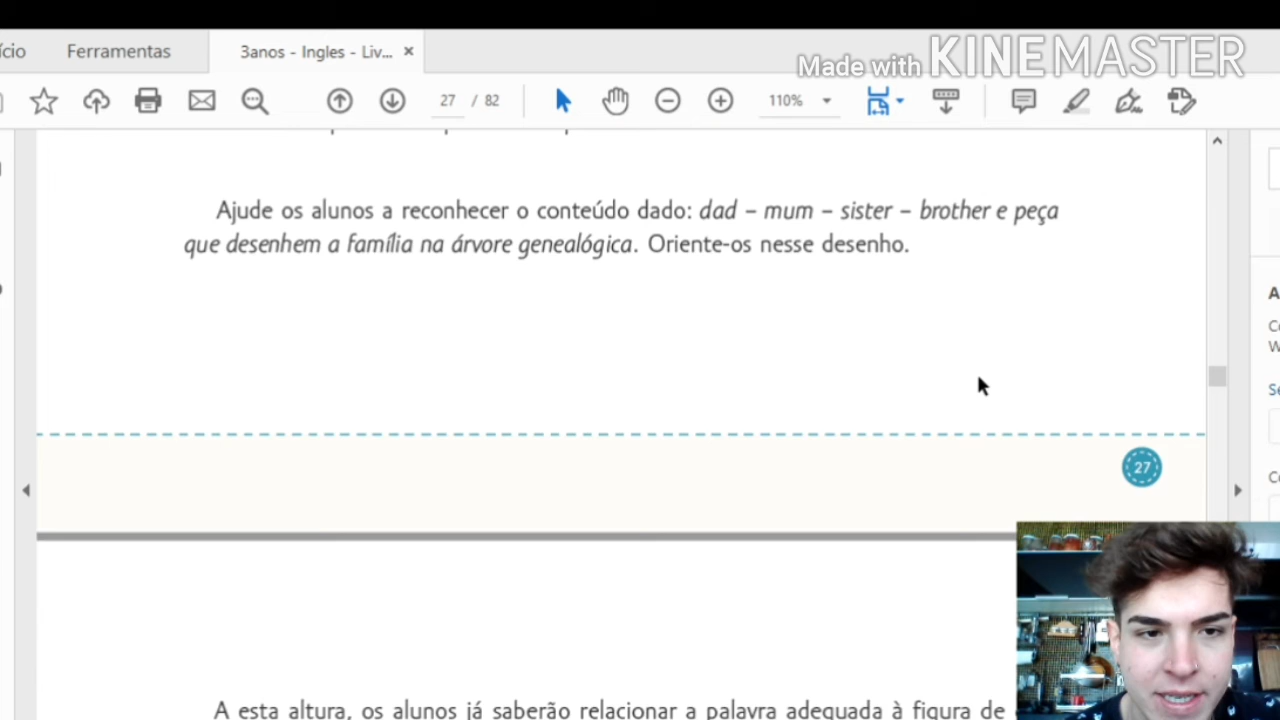 ício
Ferramentas
3anos - Ingles - Liv...
Made with KINEMASTER
27 / 82
110%
Ajude os alunos a reconhecer o conteúdo dado: dad – mum – sister – brother e peça
que desenhem a família na árvore genealógica. Oriente-os nesse desenho.
27
A esta altura, os alunos já saberão relacionar a palavra adequada à figura de